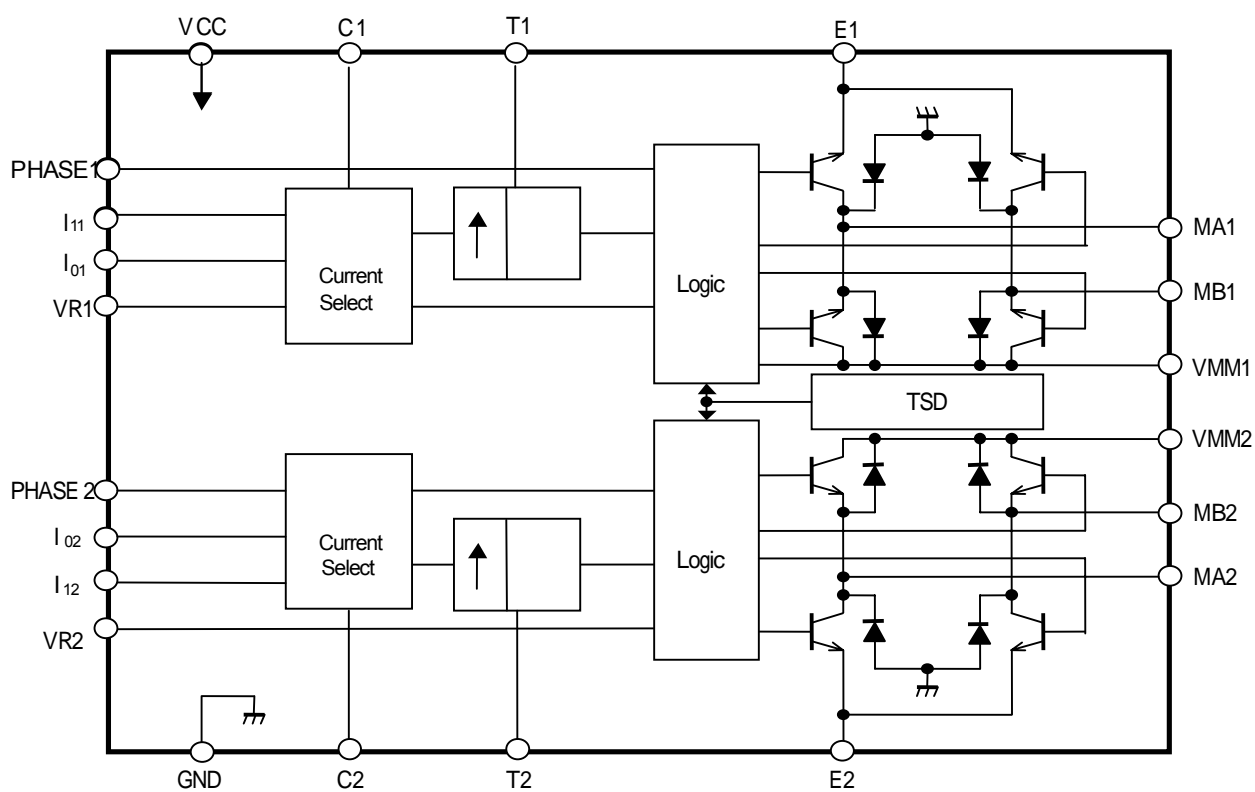 VCC
C1
T1
E1
PHASE1
I11
I01
VR1
Current
Select
Logic
MA1
MB1
VMM1
TSD
VMM2
PHASE 2
I02
I12
VR2
Current
Select
Logic
MB2
MA2
GND
C2
T2
E2